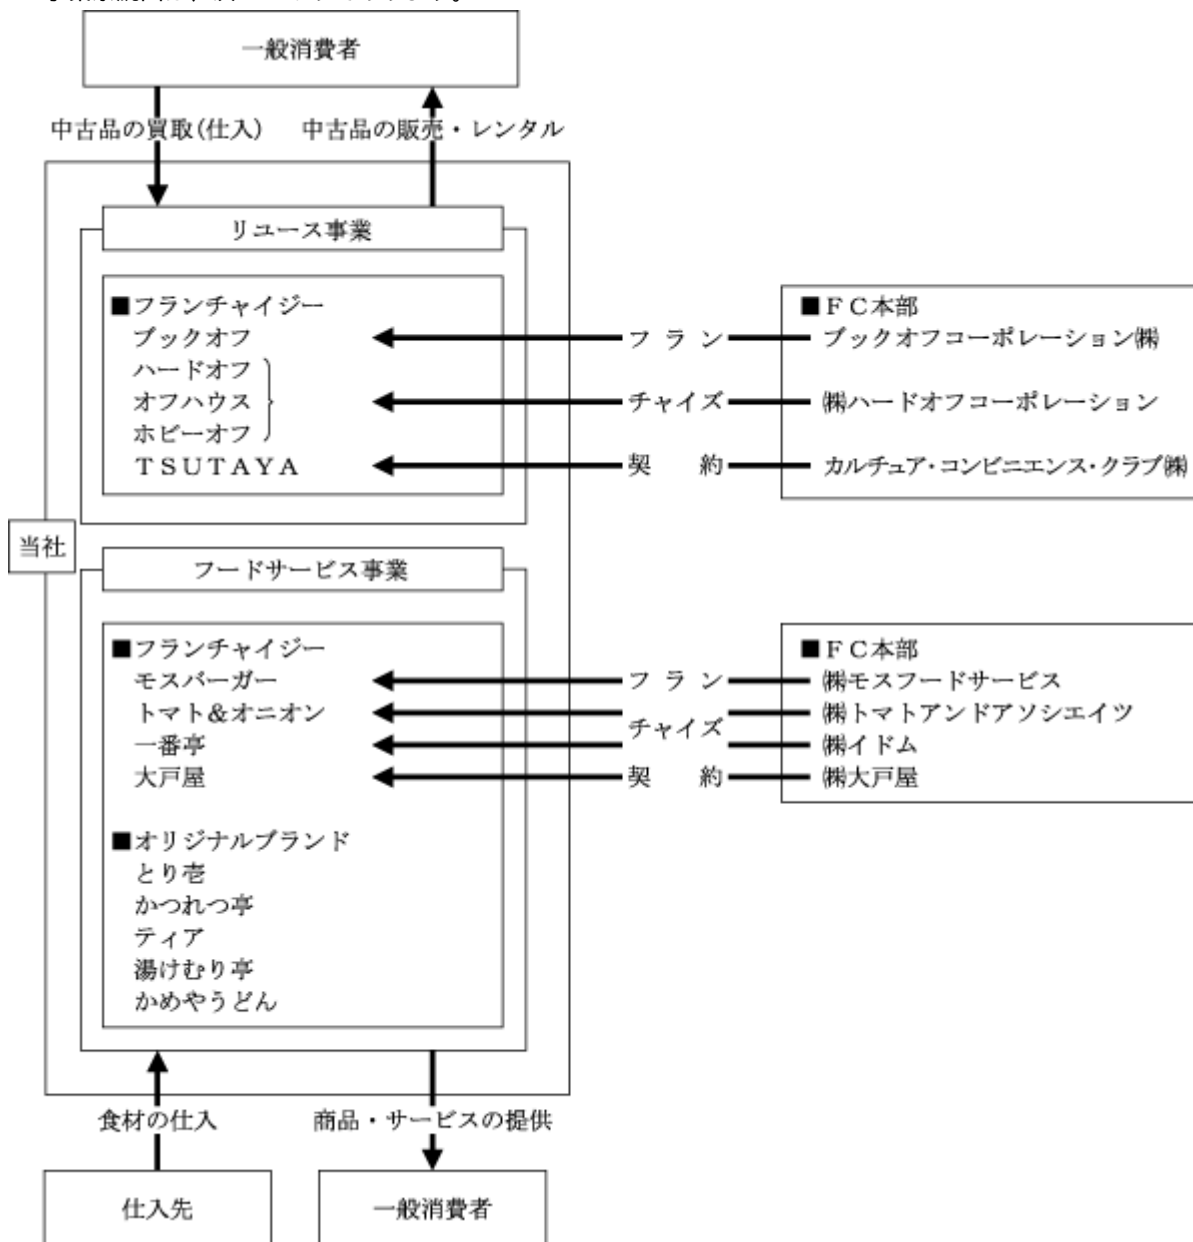 一般消費者
中古品の買取(仕入)
中古品の販売・レンタル
リユース事業
■フランチャイジー
ブックオフ
ハードオフ
オフハウス
ホビーオフ
TSUTAYA
フラン
チャイズ
契約
■FC本部
ブックオフコーポレーション㈱
㈱ハードオフコーポレーション
カルチュア・コンビニエンス・クラブ㈱
当社
フードサービス事業
■フランチャイジー
モスバーガー
トマト&オニオン
一番亭
大戸屋
フラン
チャイズ
契約
■FC本部
㈱モスフードサービス
㈱トマトアンドアソシエイツ
㈱イドム
㈱大戸屋
■オリジナルブランド
とり壱
かつれつ亭
ティア
湯けむり亭
かめやうどん
食材の仕入
商品・サービスの提供
仕入先
一般消費者